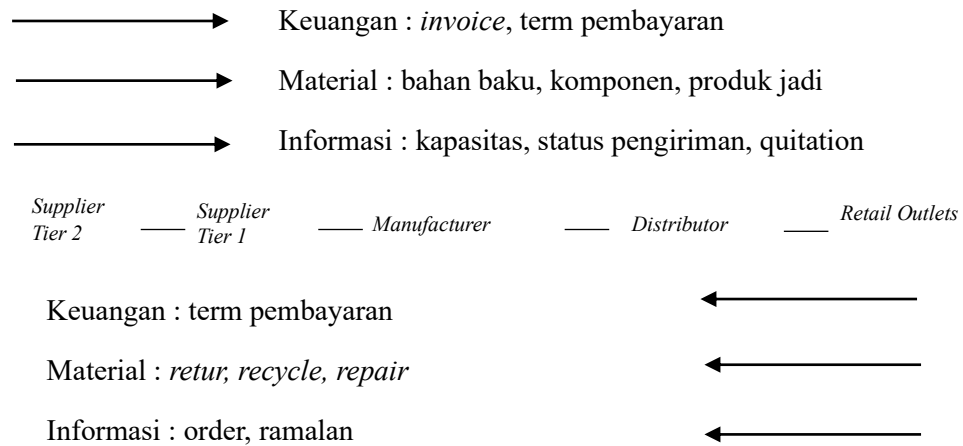 Keuangan : invoice, term pembayaran
Material : bahan baku, komponen, produk jadi
Informasi : kapasitas, status pengiriman, quitation
Supplier Tier 2
Supplier Tier 1
Manufacturer
Distributor
Retail Outlets
Keuangan : term pembayaran
Material : retur, recycle, repair
Informasi : order, ramalan